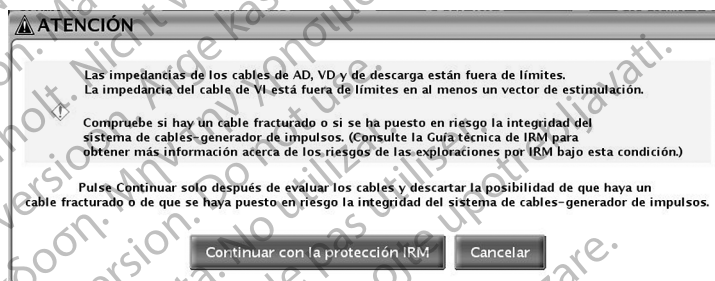 ATENCIÓN
Las impedancias de los cables de AD, VD y de descarga están fuera de límites.
La impedancia del cable de VI está fuera de límites en al menos un vector de estimulación.
Compruebe si hay un cable fracturado o si se ha puesto en riesgo la integridad del
sistema de cables-generador de impulsos. (Consulte la Guía técnica de IRM para
obtener más información acerca de los riesgos de las exploraciones por IRM bajo esta condición.)
Pulse Continuar solo después de evaluar los cables y descartar la posibilidad de que haya un
cable fracturado o de que se haya puesto en riesgo la integridad del sistema de cables-generador de impulsos.
Continuar con la protección IRM
Cancelar